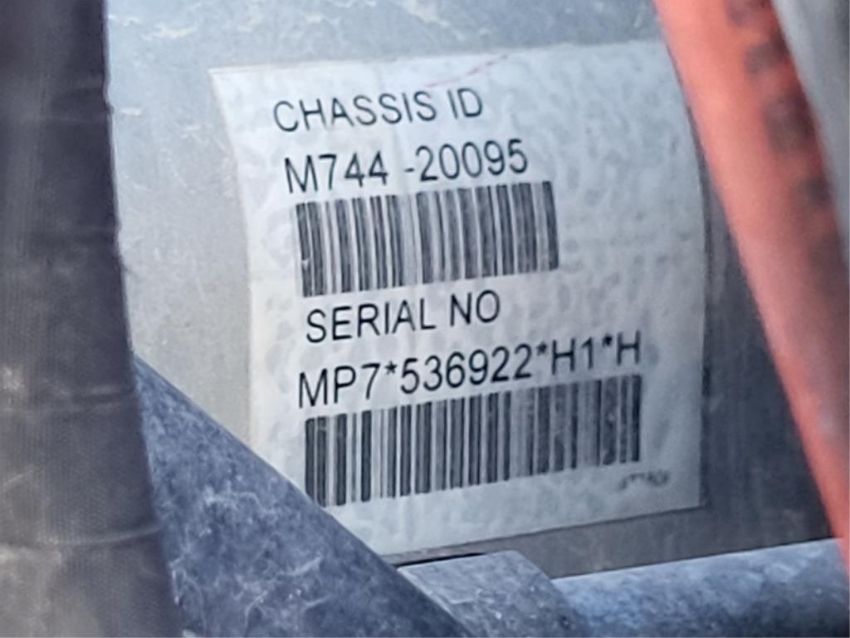 CHASSIS ID
M744 -20095
SERIAL NO
MP7*536922*H1*H